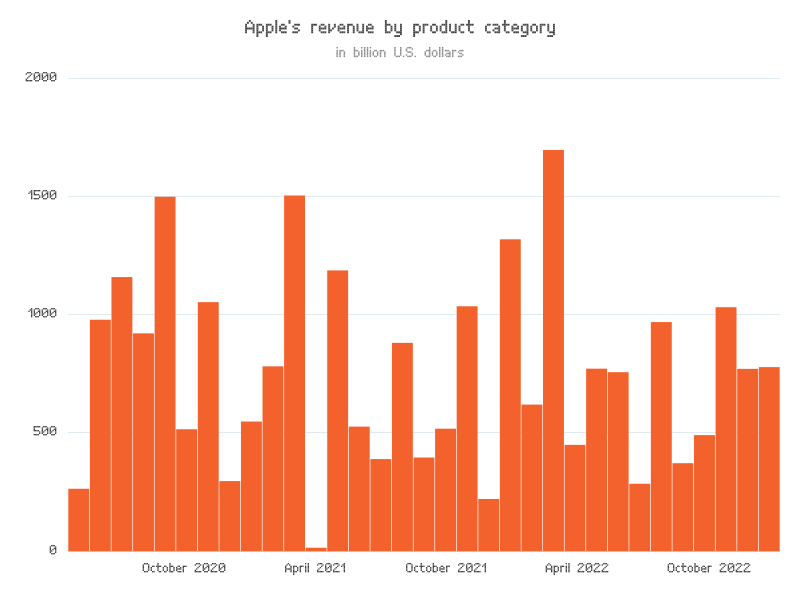 Apple's revenue by product category
in billion U.S. dollars
2000
1500
1000
500
0
October 2020 April 2021 October 2021 April 2022 October 2022